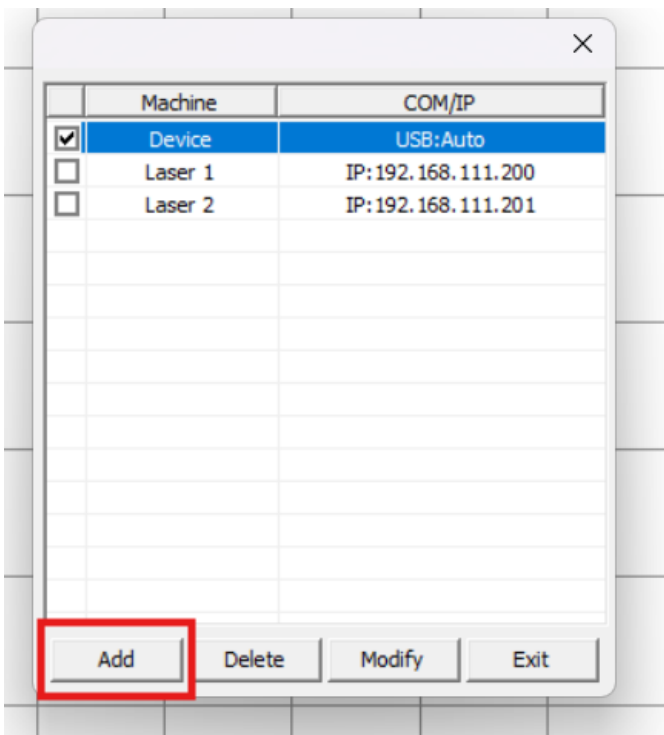 Machine COM/IP
Device USB:Auto
Laser 1 IP:192.168.111.200
Laser 2 IP:192.168.111.201
Add Delete Modify Exit